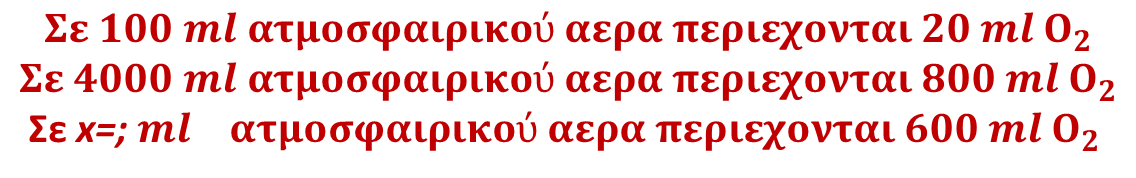 Σε 100 ml ατμοσφαιρικού αερα περιεχονται 20 ml O₂
Σε 4000 ml ατμοσφαιρικού αερα περιεχονται 800 ml O₂
Σε x=; ml ατμοσφαιρικού αερα περιεχονται 600 ml O₂